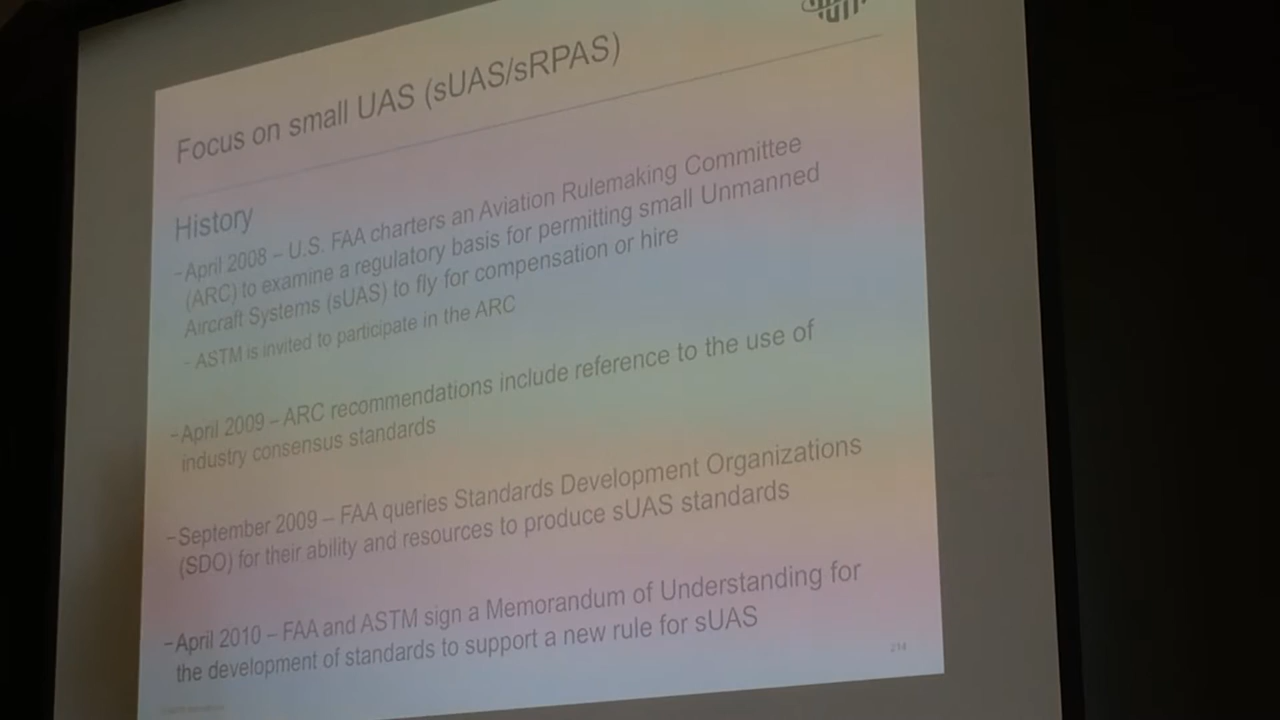 Focus on small UAS (sUAS/sRPAS)
History
-April 2008 – U.S. FAA charters an Aviation Rulemaking Committee
(ARC) to examine a regulatory basis for permitting small Unmanned
Aircraft Systems (sUAS) to fly for compensation or hire
- ASTM is invited to participate in the ARC
-April 2009 – ARC recommendations include reference to the use of
industry consensus standards
-September 2009 – FAA queries Standards Development Organizations
(SDO) for their ability and resources to produce sUAS standards
-April 2010 – FAA and ASTM sign a Memorandum of Understanding for
the development of standards to support a new rule for sUAS